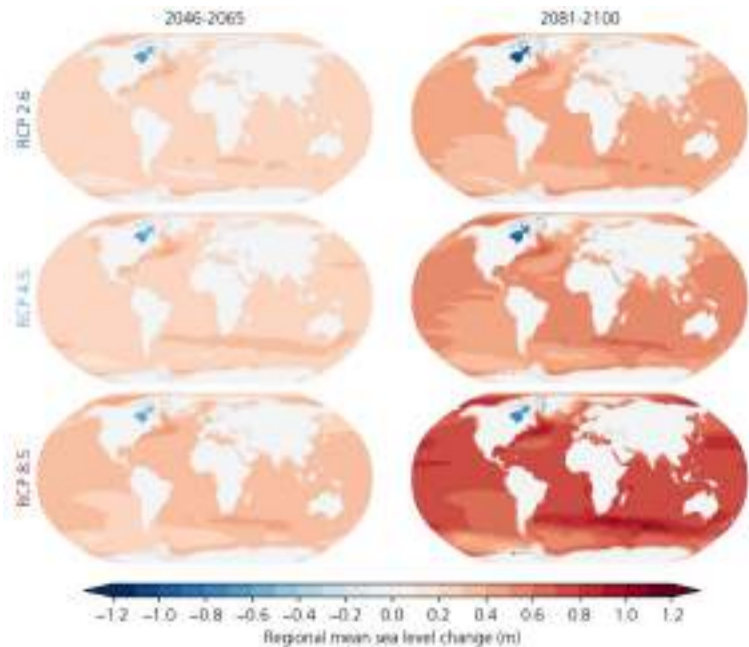 2046-2065
2081-2100
RCP 2.6
RCP 4.5
RCP 8.5
−1.2 −1.0 −0.8 −0.6 −0.4 −0.2 0.0 0.2 0.4 0.6 0.8 1.0 1.2
Regional mean sea level change (m)